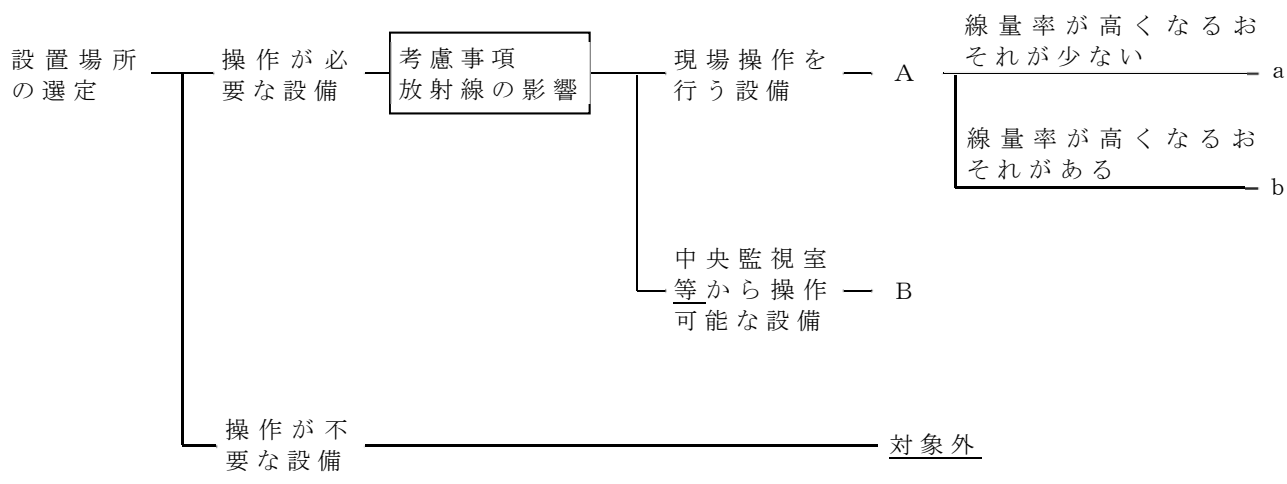 設置場所
の選定
操作が必
要な設備
考慮事項
放射線の影響
現場操作を
行う設備
A
線量率が高くなるお
それが少ない
a
線量率が高くなるお
それがある
b
中央監視室
等から操作
可能な設備
B
操作が不
要な設備
対象外